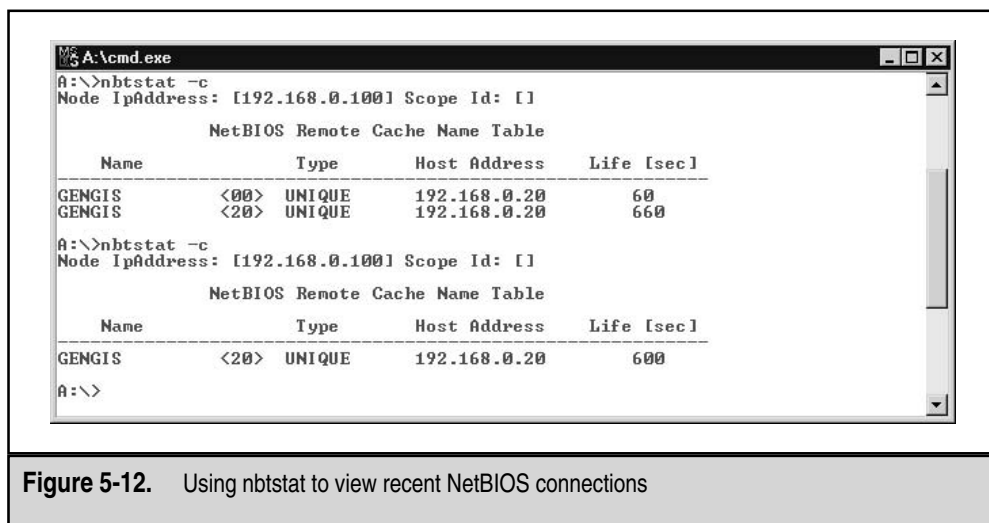 A:\cmd.exe
A:\>nbtstat -c
Node IpAddress: [192.168.0.100] Scope Id: []
NetBIOS Remote Cache Name Table
Name Type Host Address Life [sec]
------------------------------------------------------------
GENGIS <00> UNIQUE 192.168.0.20 60
GENGIS <20> UNIQUE 192.168.0.20 660
A:\>nbtstat -c
Node IpAddress: [192.168.0.100] Scope Id: []
NetBIOS Remote Cache Name Table
Name Type Host Address Life [sec]
------------------------------------------------------------
GENGIS <20> UNIQUE 192.168.0.20 600
A:\>
Figure 5-12. Using nbtstat to view recent NetBIOS connections